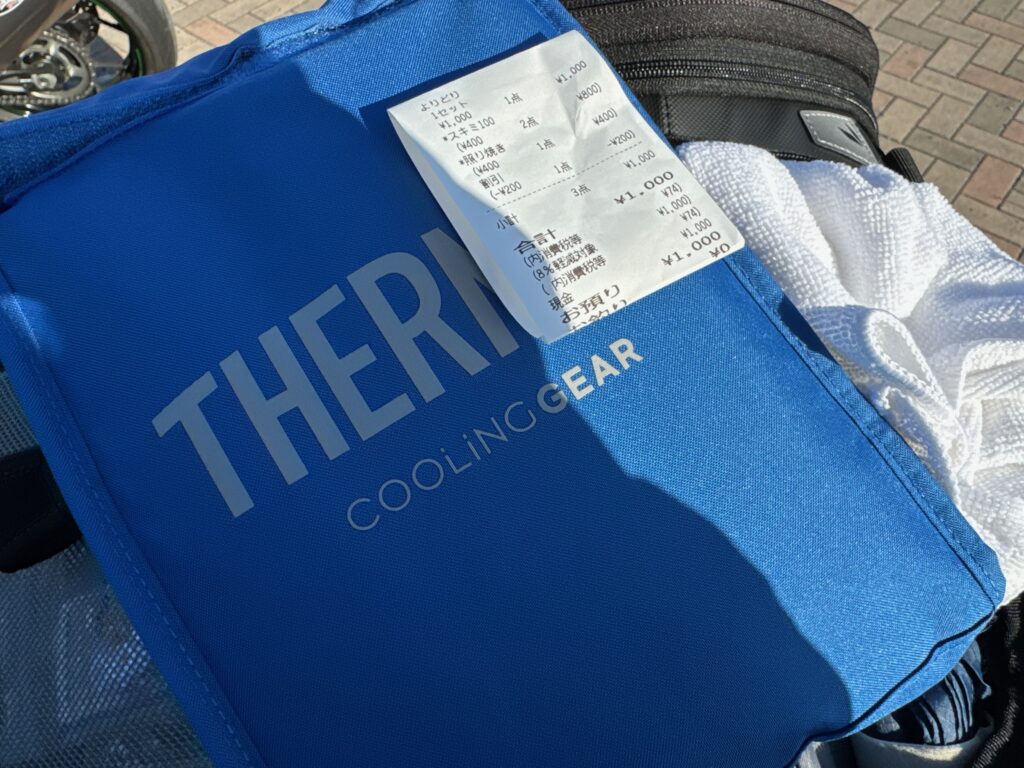 よりどり
1セット ¥1,000
¥1,000 1点
*スキミ100 ¥800)
(¥400 2点
*照り焼き ¥400)
(¥400 1点
割引 -¥200)
(-¥200 1点
小計 3点 ¥1,000
合計 ¥1,000
(内消費税等 ¥74)
(8%軽減対象 ¥1,000)
(内消費税等 ¥74)
現金 ¥1,000
お預り ¥1,000
お釣り ¥0
THERM
COOLiNGGEAR